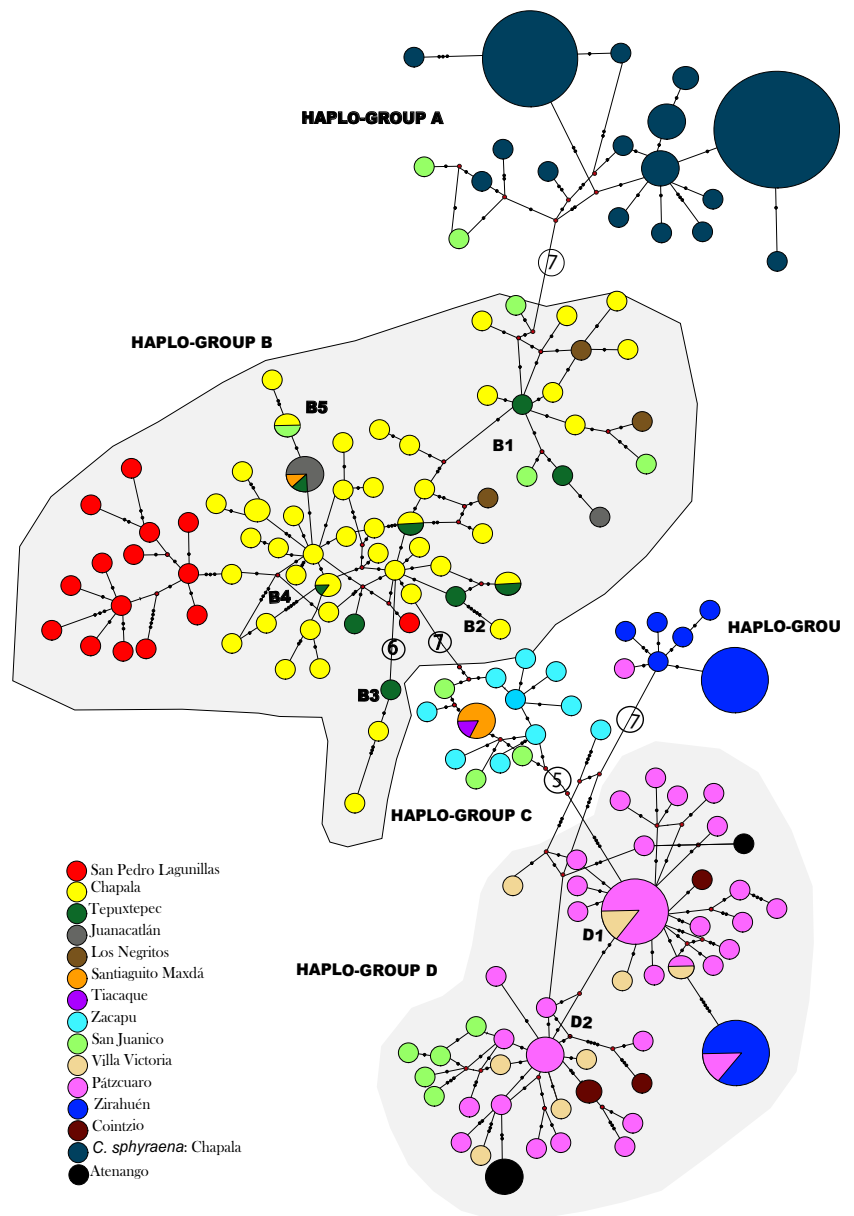 HAPLO-GROUP A
7
HAPLO-GROUP B
B5
B1
B4
B2
6
7
HAPLO-GROU
B3
7
5
HAPLO-GROUP C
San Pedro Lagunillas
Chapala
Tepuxtepec
Juanacatlán
Los Negritos
Santiaguito Maxdá
Tiacaque
Zacapu
San Juanico
Villa Victoria
Pátzcuaro
Zirahuén
Cointzio
C. sphyraena: Chapala
Atenango
D1
HAPLO-GROUP D
D2